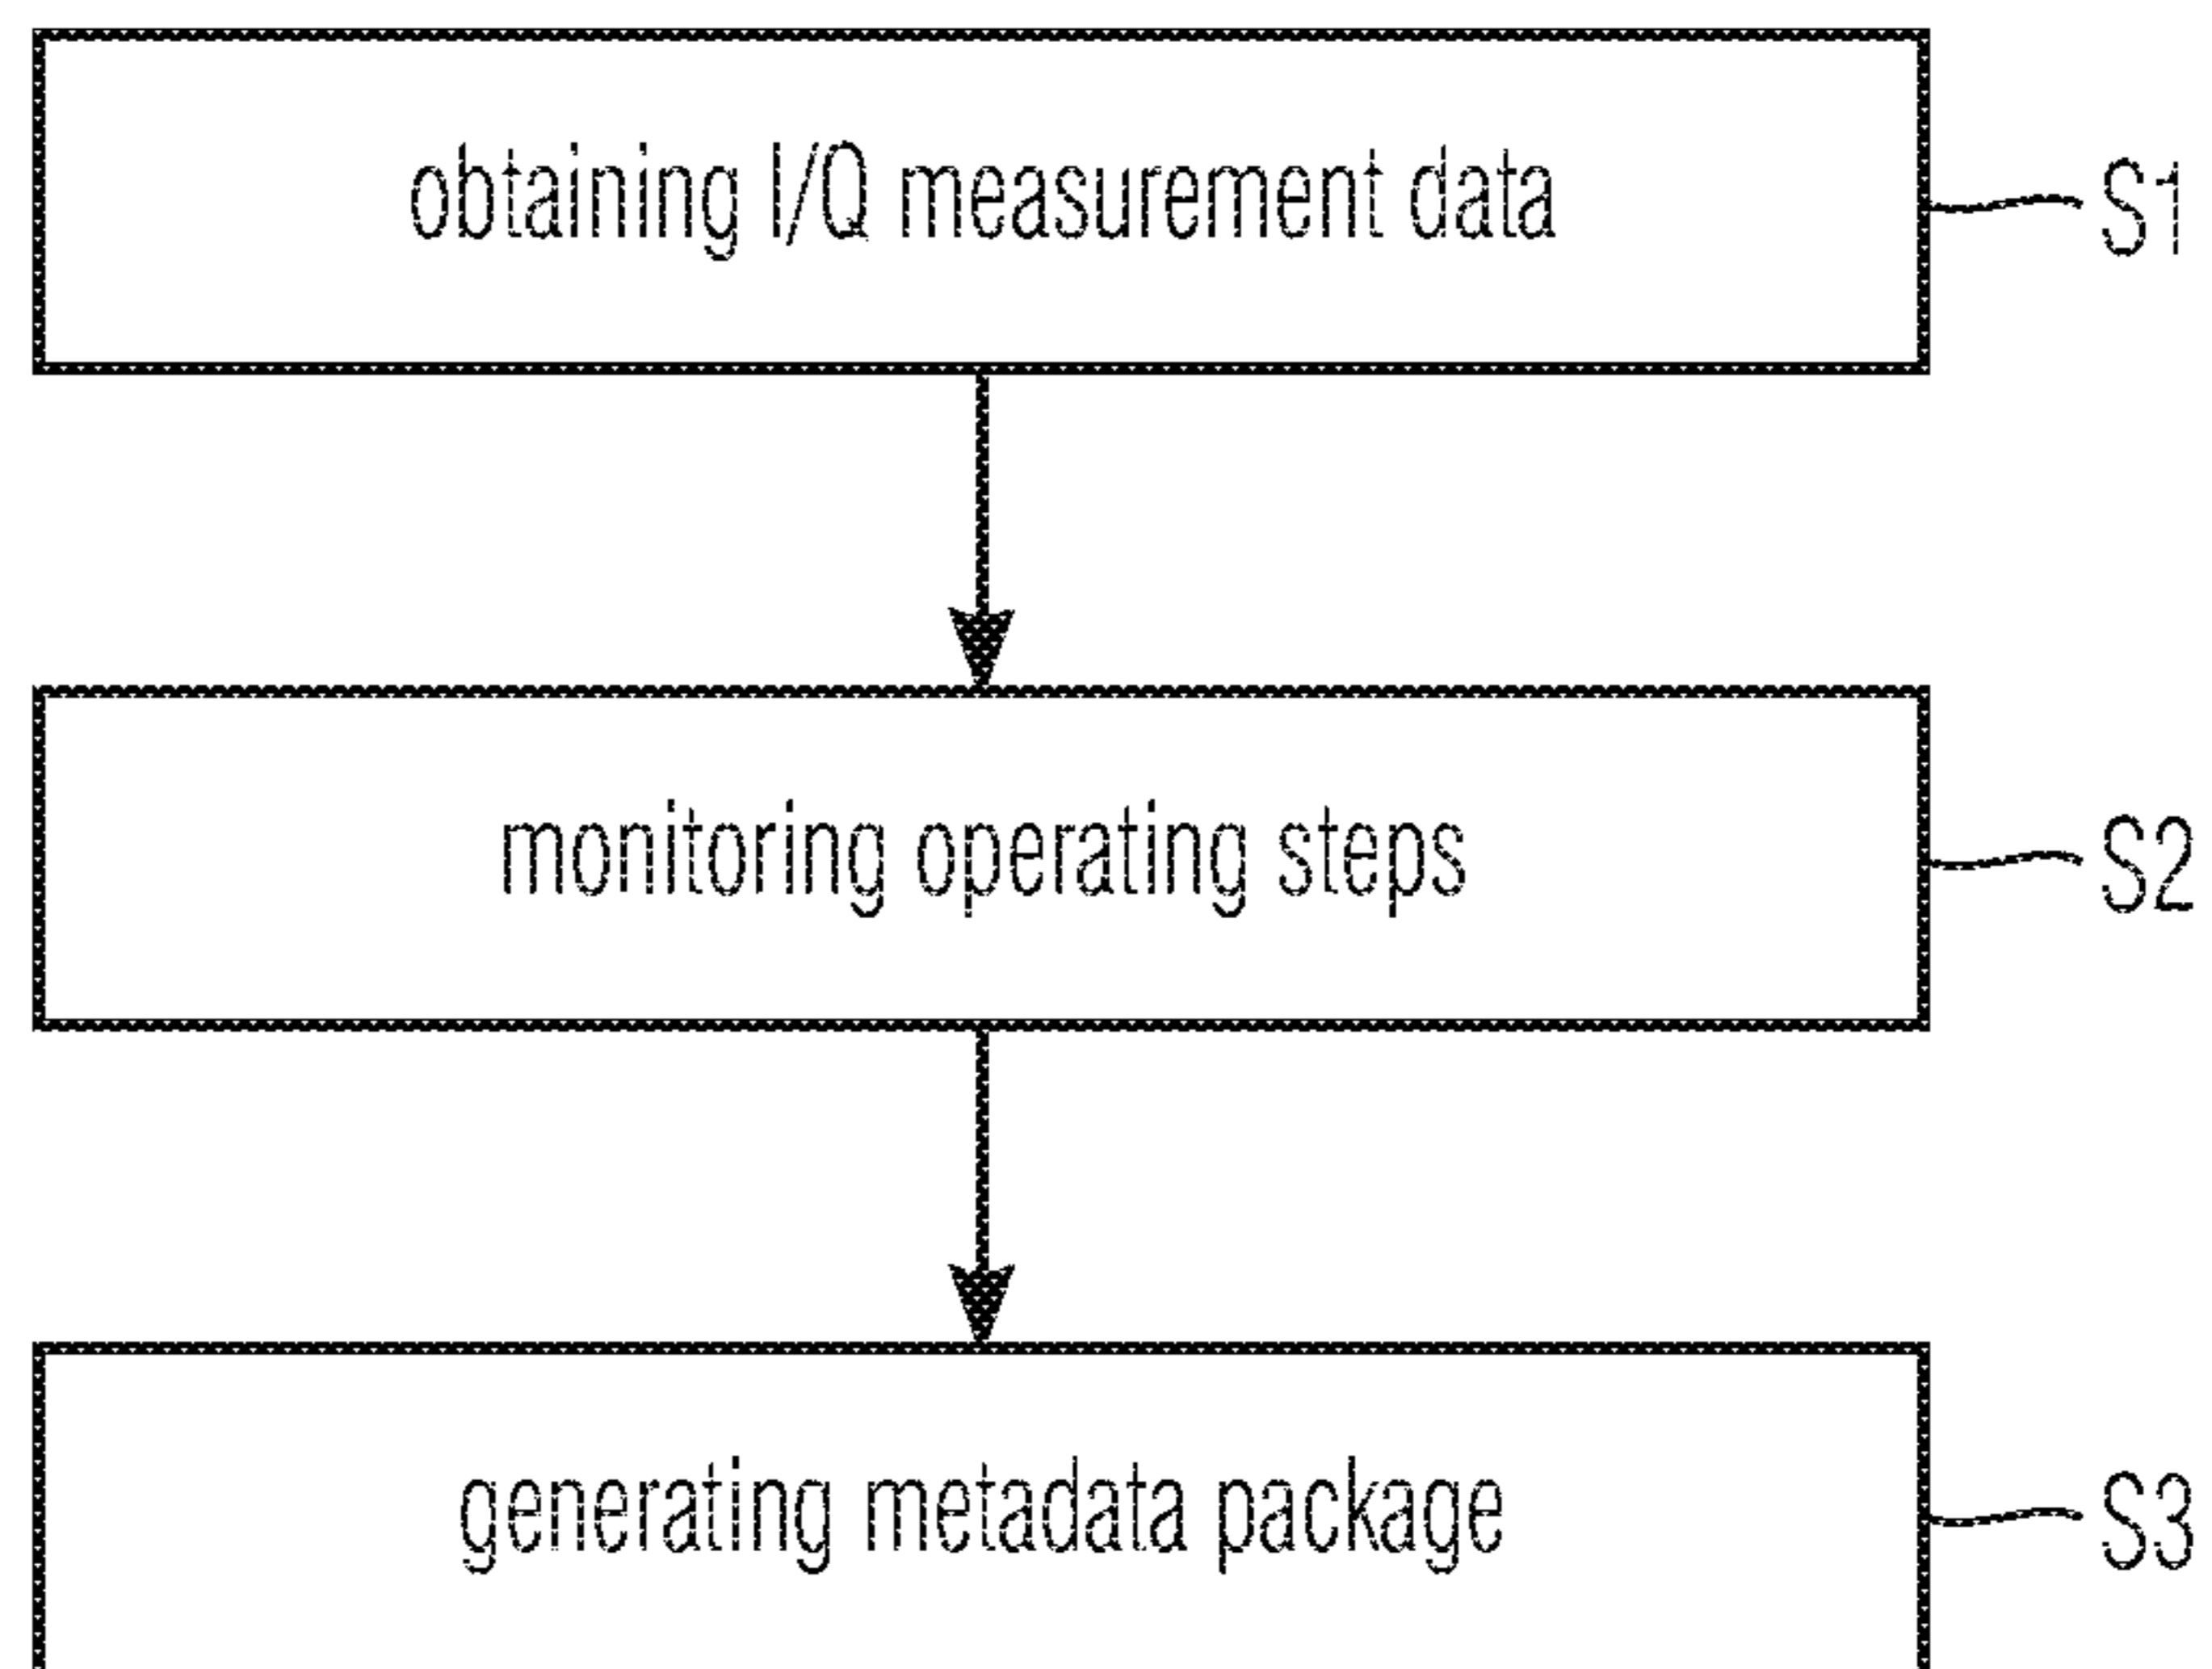 obtaining I/Q measurement data
S1
monitoring operating steps
S2
generating metadata package
S3